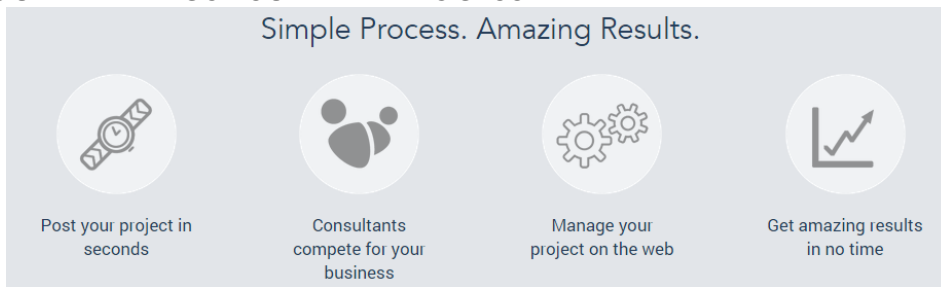 Simple Process. Amazing Results.
Post your project in
seconds
Consultants
compete for your
business
Manage your
project on the web
Get amazing results
in no time